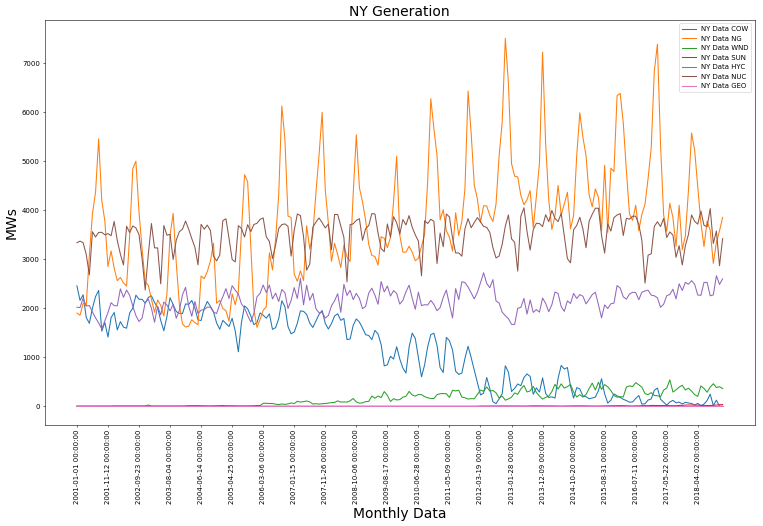 NY Generation
NY Data COW
NY Data NG
NY Data WND
NY Data SUN
NY Data HYC
NY Data NUC
NY Data GEO
MWs
7000
6000
5000
4000
3000
2000
1000
0
2001-01-01 00:00:00
2001-11-12 00:00:00
2002-09-23 00:00:00
2003-08-04 00:00:00
2004-06-14 00:00:00
2005-04-25 00:00:00
2006-03-06 00:00:00
2007-01-15 00:00:00
2007-11-26 00:00:00
2008-10-06 00:00:00
2009-08-17 00:00:00
2010-06-28 00:00:00
2011-05-09 00:00:00
2012-03-19 00:00:00
2013-01-28 00:00:00
2013-12-09 00:00:00
2014-10-20 00:00:00
2015-08-31 00:00:00
2016-07-11 00:00:00
2017-05-22 00:00:00
2018-04-02 00:00:00
Monthly Data